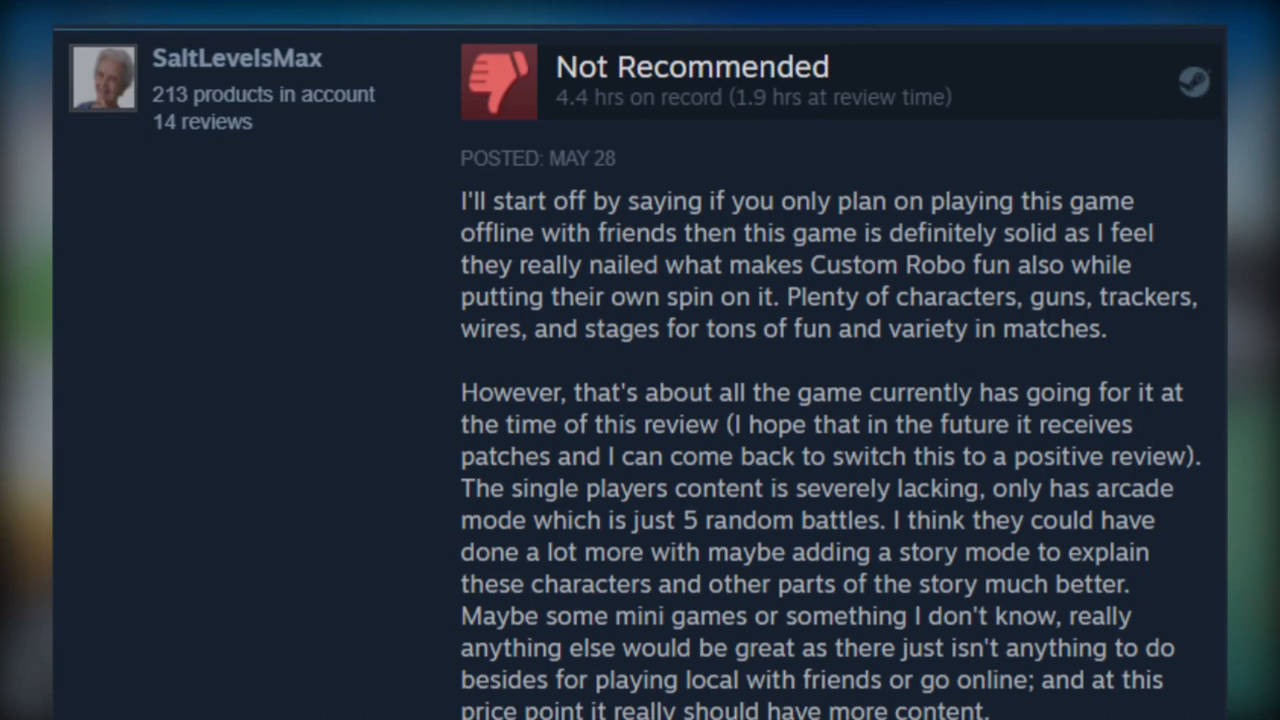 SaltLevelsMax
213 products in account
14 reviews
Not Recommended
4.4 hrs on record (1.9 hrs at review time)
POSTED: MAY 28
I'll start off by saying if you only plan on playing this game
offline with friends then this game is definitely solid as I feel
they really nailed what makes Custom Robo fun also while
putting their own spin on it. Plenty of characters, guns, trackers,
wires, and stages for tons of fun and variety in matches.
However, that's about all the game currently has going for it at
the time of this review (I hope that in the future it receives
patches and I can come back to switch this to a positive review).
The single players content is severely lacking, only has arcade
mode which is just 5 random battles. I think they could have
done a lot more with maybe adding a story mode to explain
these characters and other parts of the story much better.
Maybe some mini games or something I don't know, really
anything else would be great as there just isn't anything to do
besides for playing local with friends or go online; and at this
price point it really should have more content.